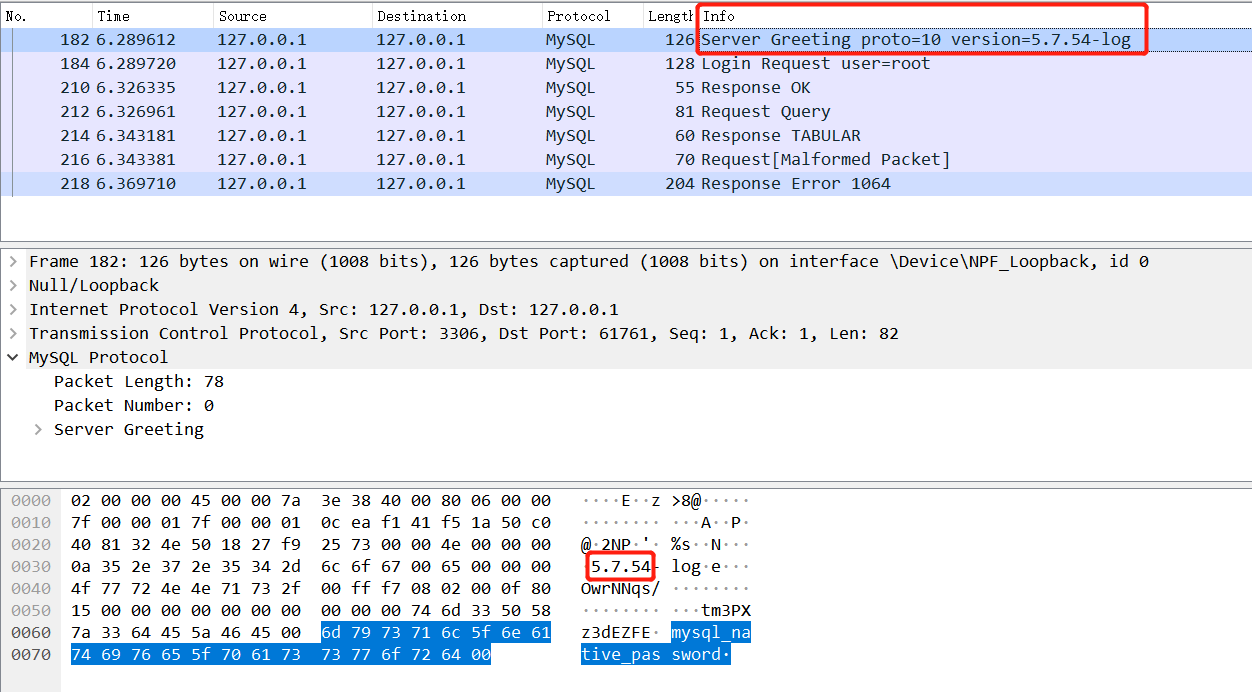 No. Time Source Destination Protocol Length Info
182 6.289612 127.0.0.1 127.0.0.1 MySQL 126 Server Greeting proto=10 version=5.7.54-log
184 6.289720 127.0.0.1 127.0.0.1 MySQL 128 Login Request user=root
210 6.326335 127.0.0.1 127.0.0.1 MySQL 55 Response OK
212 6.326961 127.0.0.1 127.0.0.1 MySQL 81 Request Query
214 6.343181 127.0.0.1 127.0.0.1 MySQL 60 Response TABULAR
216 6.343381 127.0.0.1 127.0.0.1 MySQL 70 Request[Malformed Packet]
218 6.369710 127.0.0.1 127.0.0.1 MySQL 204 Response Error 1064
Frame 182: 126 bytes on wire (1008 bits), 126 bytes captured (1008 bits) on interface \Device\NPF_Loopback, id 0
Null/Loopback
Internet Protocol Version 4, Src: 127.0.0.1, Dst: 127.0.0.1
Transmission Control Protocol, Src Port: 3306, Dst Port: 61761, Seq: 1, Ack: 1, Len: 82
MySQL Protocol
Packet Length: 78
Packet Number: 0
Server Greeting
0000 02 00 00 00 45 00 00 7a 3e 38 40 00 80 06 00 00 ····E··z >8@·····
0010 7f 00 00 01 7f 00 00 01 0c ea f1 41 f5 1a 50 c0 ········ ···A··P·
0020 40 81 32 4e 50 18 27 f9 25 73 00 00 4e 00 00 00 @·2NP·'· %s··N···
0030 0a 35 2e 37 2e 35 34 2d 6c 6f 67 00 65 00 00 00 ·5.7.54- log·e···
0040 4f 77 72 4e 4e 71 73 2f 00 ff f7 08 02 00 0f 80 OwrNNqs/ ········
0050 15 00 00 00 00 00 00 00 00 00 00 74 6d 33 50 58 ········ ···tm3PX
0060 7a 33 64 45 5a 46 45 00 6d 79 73 71 6c 5f 6e 61 z3dEZFE· mysql_na
0070 74 69 76 65 5f 70 61 73 73 77 6f 72 64 00 tive_pas sword·